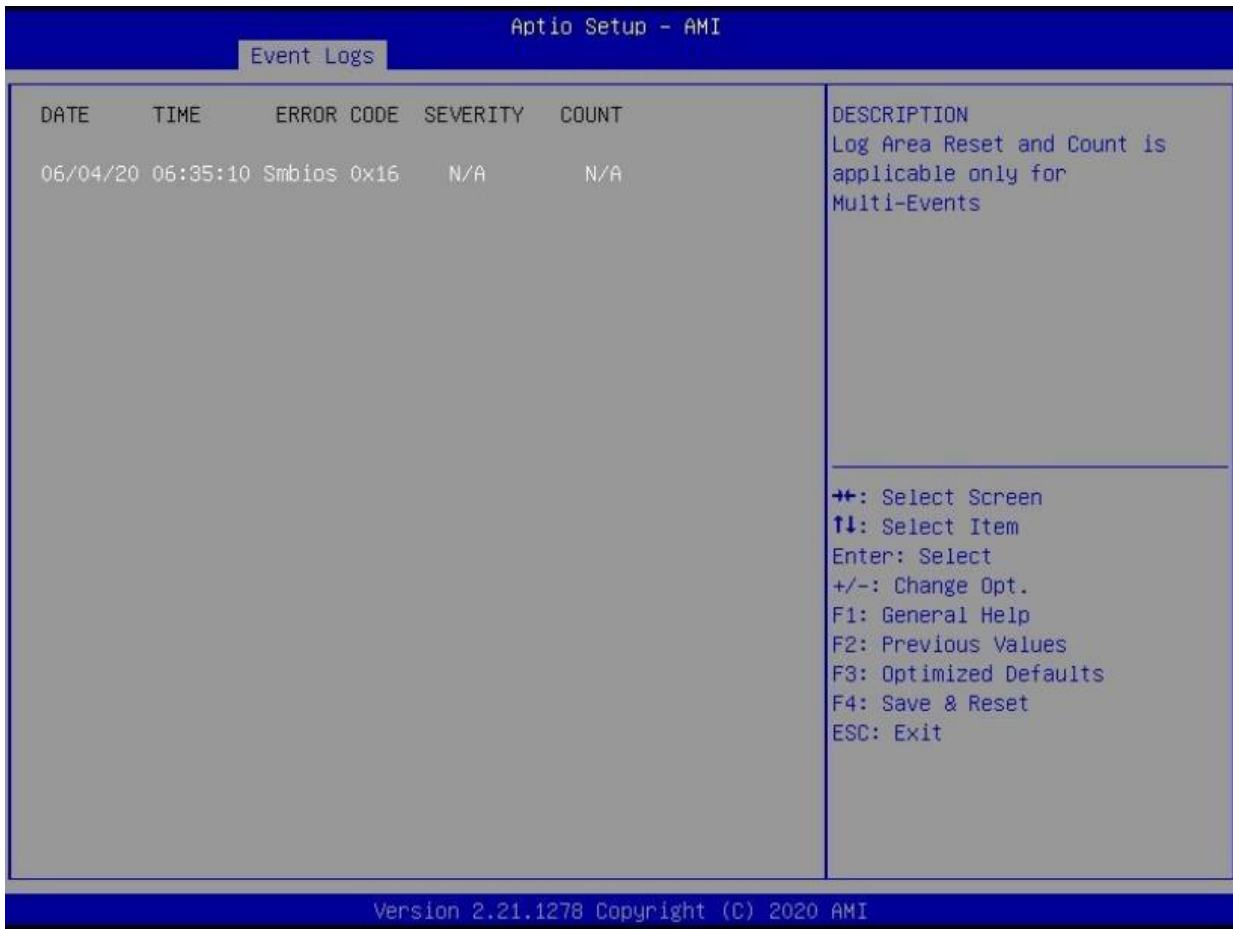 Aptio Setup - AMI
Event Logs
DATE TIME ERROR CODE SEVERITY COUNT
06/04/20 06:35:10 Smbios 0x16 N/A N/A
DESCRIPTION
Log Area Reset and Count is
applicable only for
Multi-Events
→←: Select Screen
↑↓: Select Item
Enter: Select
+/-: Change Opt.
F1: General Help
F2: Previous Values
F3: Optimized Defaults
F4: Save & Reset
ESC: Exit
Version 2.21.1278 Copyright (C) 2020 AMI